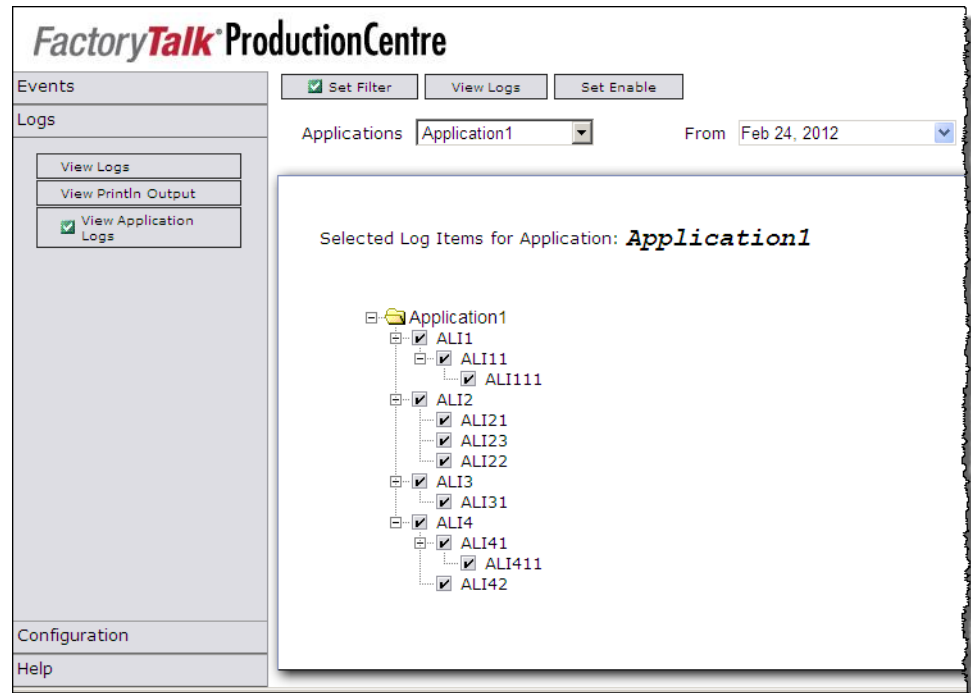 FactoryTalk ProductionCentre
Events
Logs
View Logs
View Println Output
View Application
Logs
Configuration
Help
Set Filter View Logs Set Enable
Applications Application1 From Feb 24, 2012
Selected Log Items for Application: Application1
Application1
ALI1
ALI11
ALI111
ALI2
ALI21
ALI23
ALI22
ALI3
ALI31
ALI4
ALI41
ALI411
ALI42